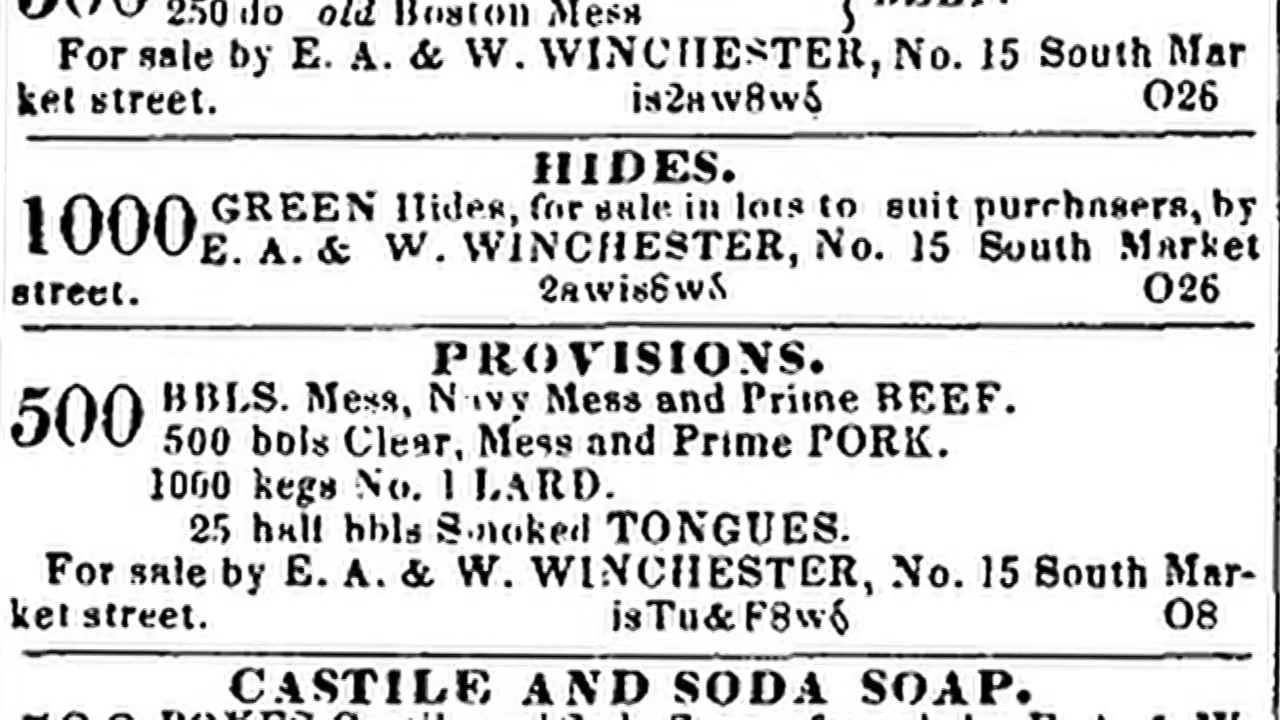 250 do old Boston Mess
For sale by E. A. & W. WINCHESTER, No. 15 South Mar
ket street. is2aw8w§ O26
HIDES.
1000 GREEN Hides, for sale in lots to suit purchasers, by
E. A. & W. WINCHESTER, No. 15 South Market
street. 2awis6w§ O26
PROVISIONS.
500 BBLS. Mess, Navy Mess and Prime BEEF.
500 bbls Clear, Mess and Prime PORK.
1000 kegs No. 1 LARD.
25 half bbls Smoked TONGUES.
For sale by E. A. & W. WINCHESTER, No. 15 South Mar-
ket street. isTu&F8w§ O8
CASTILE AND SODA SOAP.